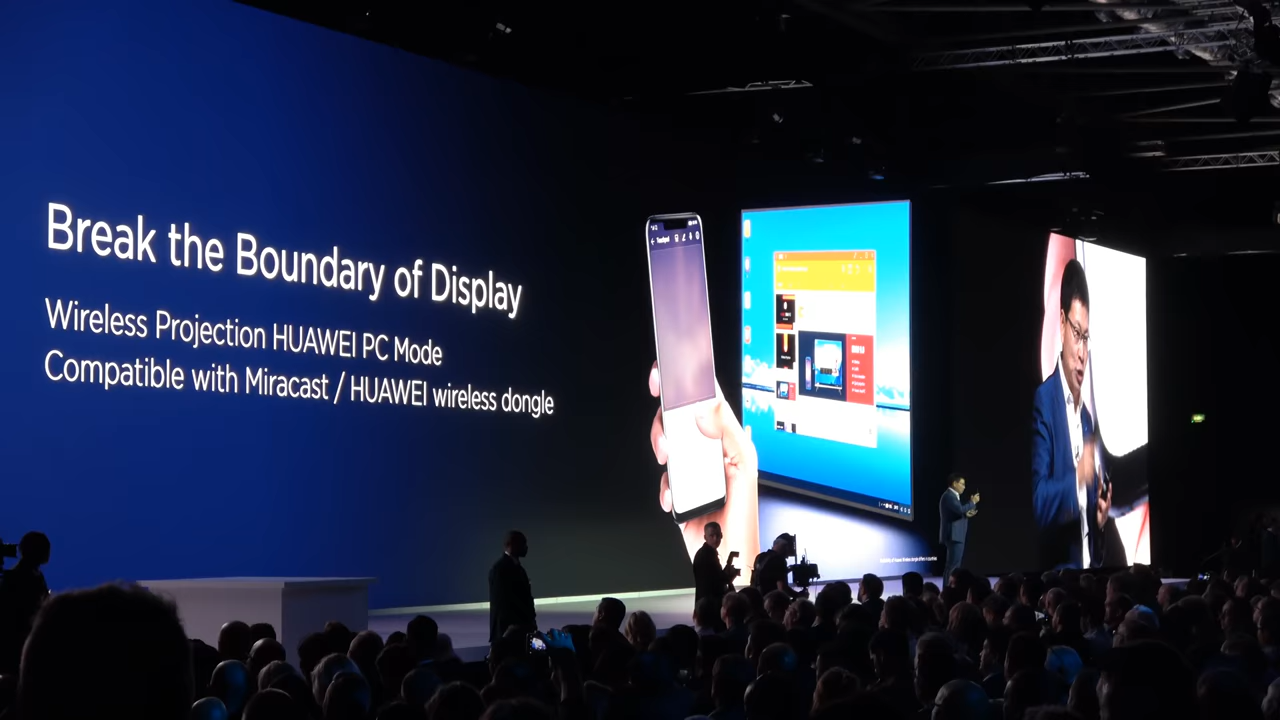 Break the Boundary of Display
Wireless Projection HUAWEI PC Mode
Compatible with Miracast / HUAWEI wireless dongle